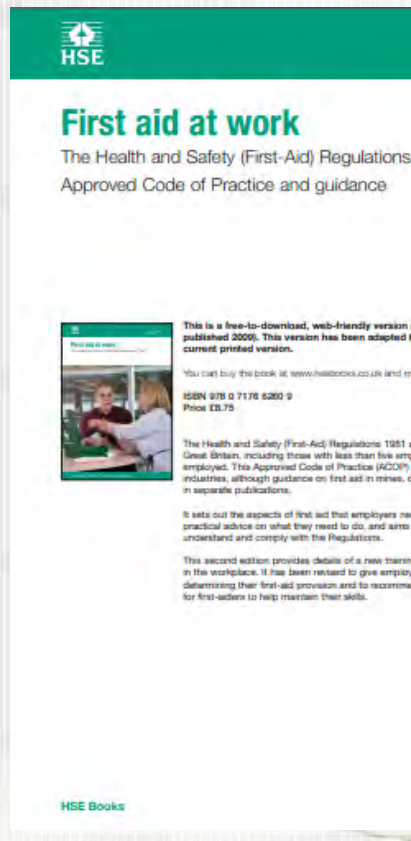 HSE
First aid at work
The Health and Safety (First-Aid) Regulations
Approved Code of Practice and guidance
This is a free-to-download, web-friendly version
published 2009). This version has been adapted
current printed version.
You can buy the book at www.hsebooks.co.uk and
ISBN 978 0 7176 6260 9
Price £8.75
The Health and Safety (First-Aid) Regulations 1981
Great Britain, including those with less than five
employed. This Approved Code of Practice (ACOP)
industries, although guidance on first aid in mines,
in separate publications.
It sets out the aspects of first aid that employers
practical advice on what they need to do, and aims
understand and comply with the Regulations.
This second edition provides details of a new
in the workplace. It has been revised to give
determining their first-aid provision and to
for first-aiders to help maintain their skills.
First aid at work
HSE Books